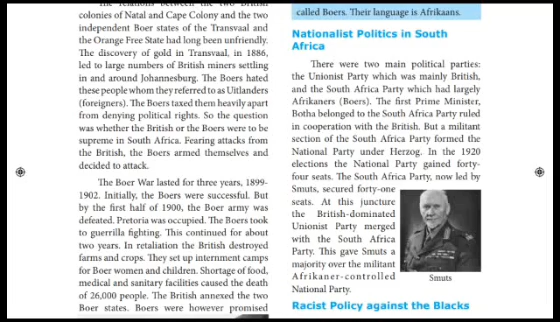 The relations between the two British
colonies of Natal and Cape Colony and the two
independent Boer states of the Transvaal and
the Orange Free State had long been unfriendly.
The discovery of gold in Transvaal, in 1886,
led to large numbers of British miners settling
in and around Johannesburg. The Boers hated
these people whom they referred to as Uitlanders
(foreigners). The Boers taxed them heavily apart
from denying political rights. So the question
was whether the British or the Boers were to be
supreme in South Africa. Fearing attacks from
the British, the Boers armed themselves and
decided to attack.
The Boer War lasted for three years, 1899-
1902. Initially, the Boers were successful. But
by the first half of 1900, the Boer army was
defeated. Pretoria was occupied. The Boers took
to guerrilla fighting. This continued for about
two years. In retaliation the British destroyed
farms and crops. They set up internment camps
for Boer women and children. Shortage of food,
medical and sanitary facilities caused the death
of 26,000 people. The British annexed the two
Boer states. Boers were however promised
called Boers. Their language is Afrikaans.
Nationalist Politics in South
Africa
There were two main political parties:
the Unionist Party which was mainly British,
and the South Africa Party which had largely
Afrikaners (Boers). The first Prime Minister,
Botha belonged to the South Africa Party ruled
in cooperation with the British. But a militant
section of the South Africa Party formed the
National Party under Herzog. In the 1920
elections the National Party gained forty-
four seats. The South Africa Party, now led by
Smuts, secured forty-one
seats. At this juncture
the British-dominated
Unionist Party merged
with the South Africa
Party. This gave Smuts a
majority over the militant
Afrikaner-controlled
National Party.
Smuts
Racist Policy against the Blacks